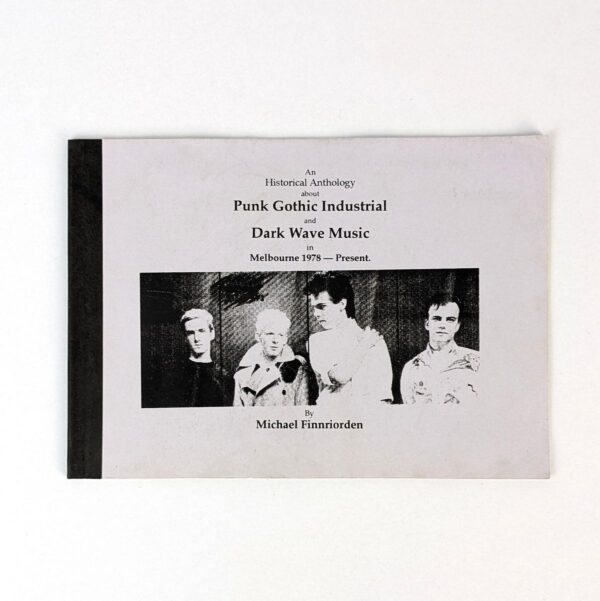 An
Historical Anthology
about
Punk Gothic Industrial
and
Dark Wave Music
in
Melbourne 1978 — Present.
By
Michael Finnriorden